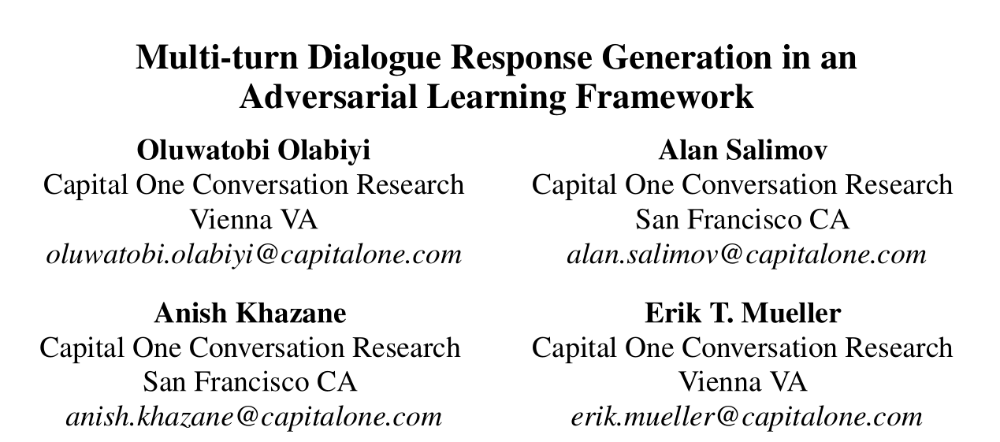 Multi-turn Dialogue Response Generation in an
Adversarial Learning Framework
Oluwatobi Olabiyi
Capital One Conversation Research
Vienna VA
oluwatobi.olabiyi@capitalone.com
Alan Salimov
Capital One Conversation Research
San Francisco CA
alan.salimov@capitalone.com
Anish Khazane
Capital One Conversation Research
San Francisco CA
anish.khazane@capitalone.com
Erik T. Mueller
Capital One Conversation Research
Vienna VA
erik.mueller@capitalone.com